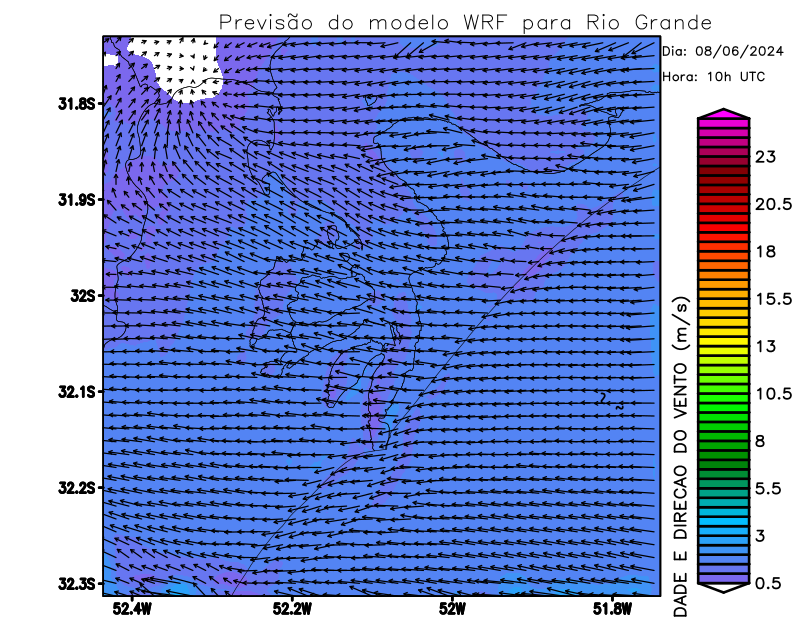 Previsão do modelo WRF para Rio Grande
Dia: 08/06/2024
Hora: 10h UTC
31.8S
31.9S
32S
32.1S
32.2S
32.3S
52.4W
52.2W
52W
51.8W
DADE E DIRECAO DO VENTO (m/s)
23
20.5
18
15.5
13
10.5
8
5.5
3
0.5